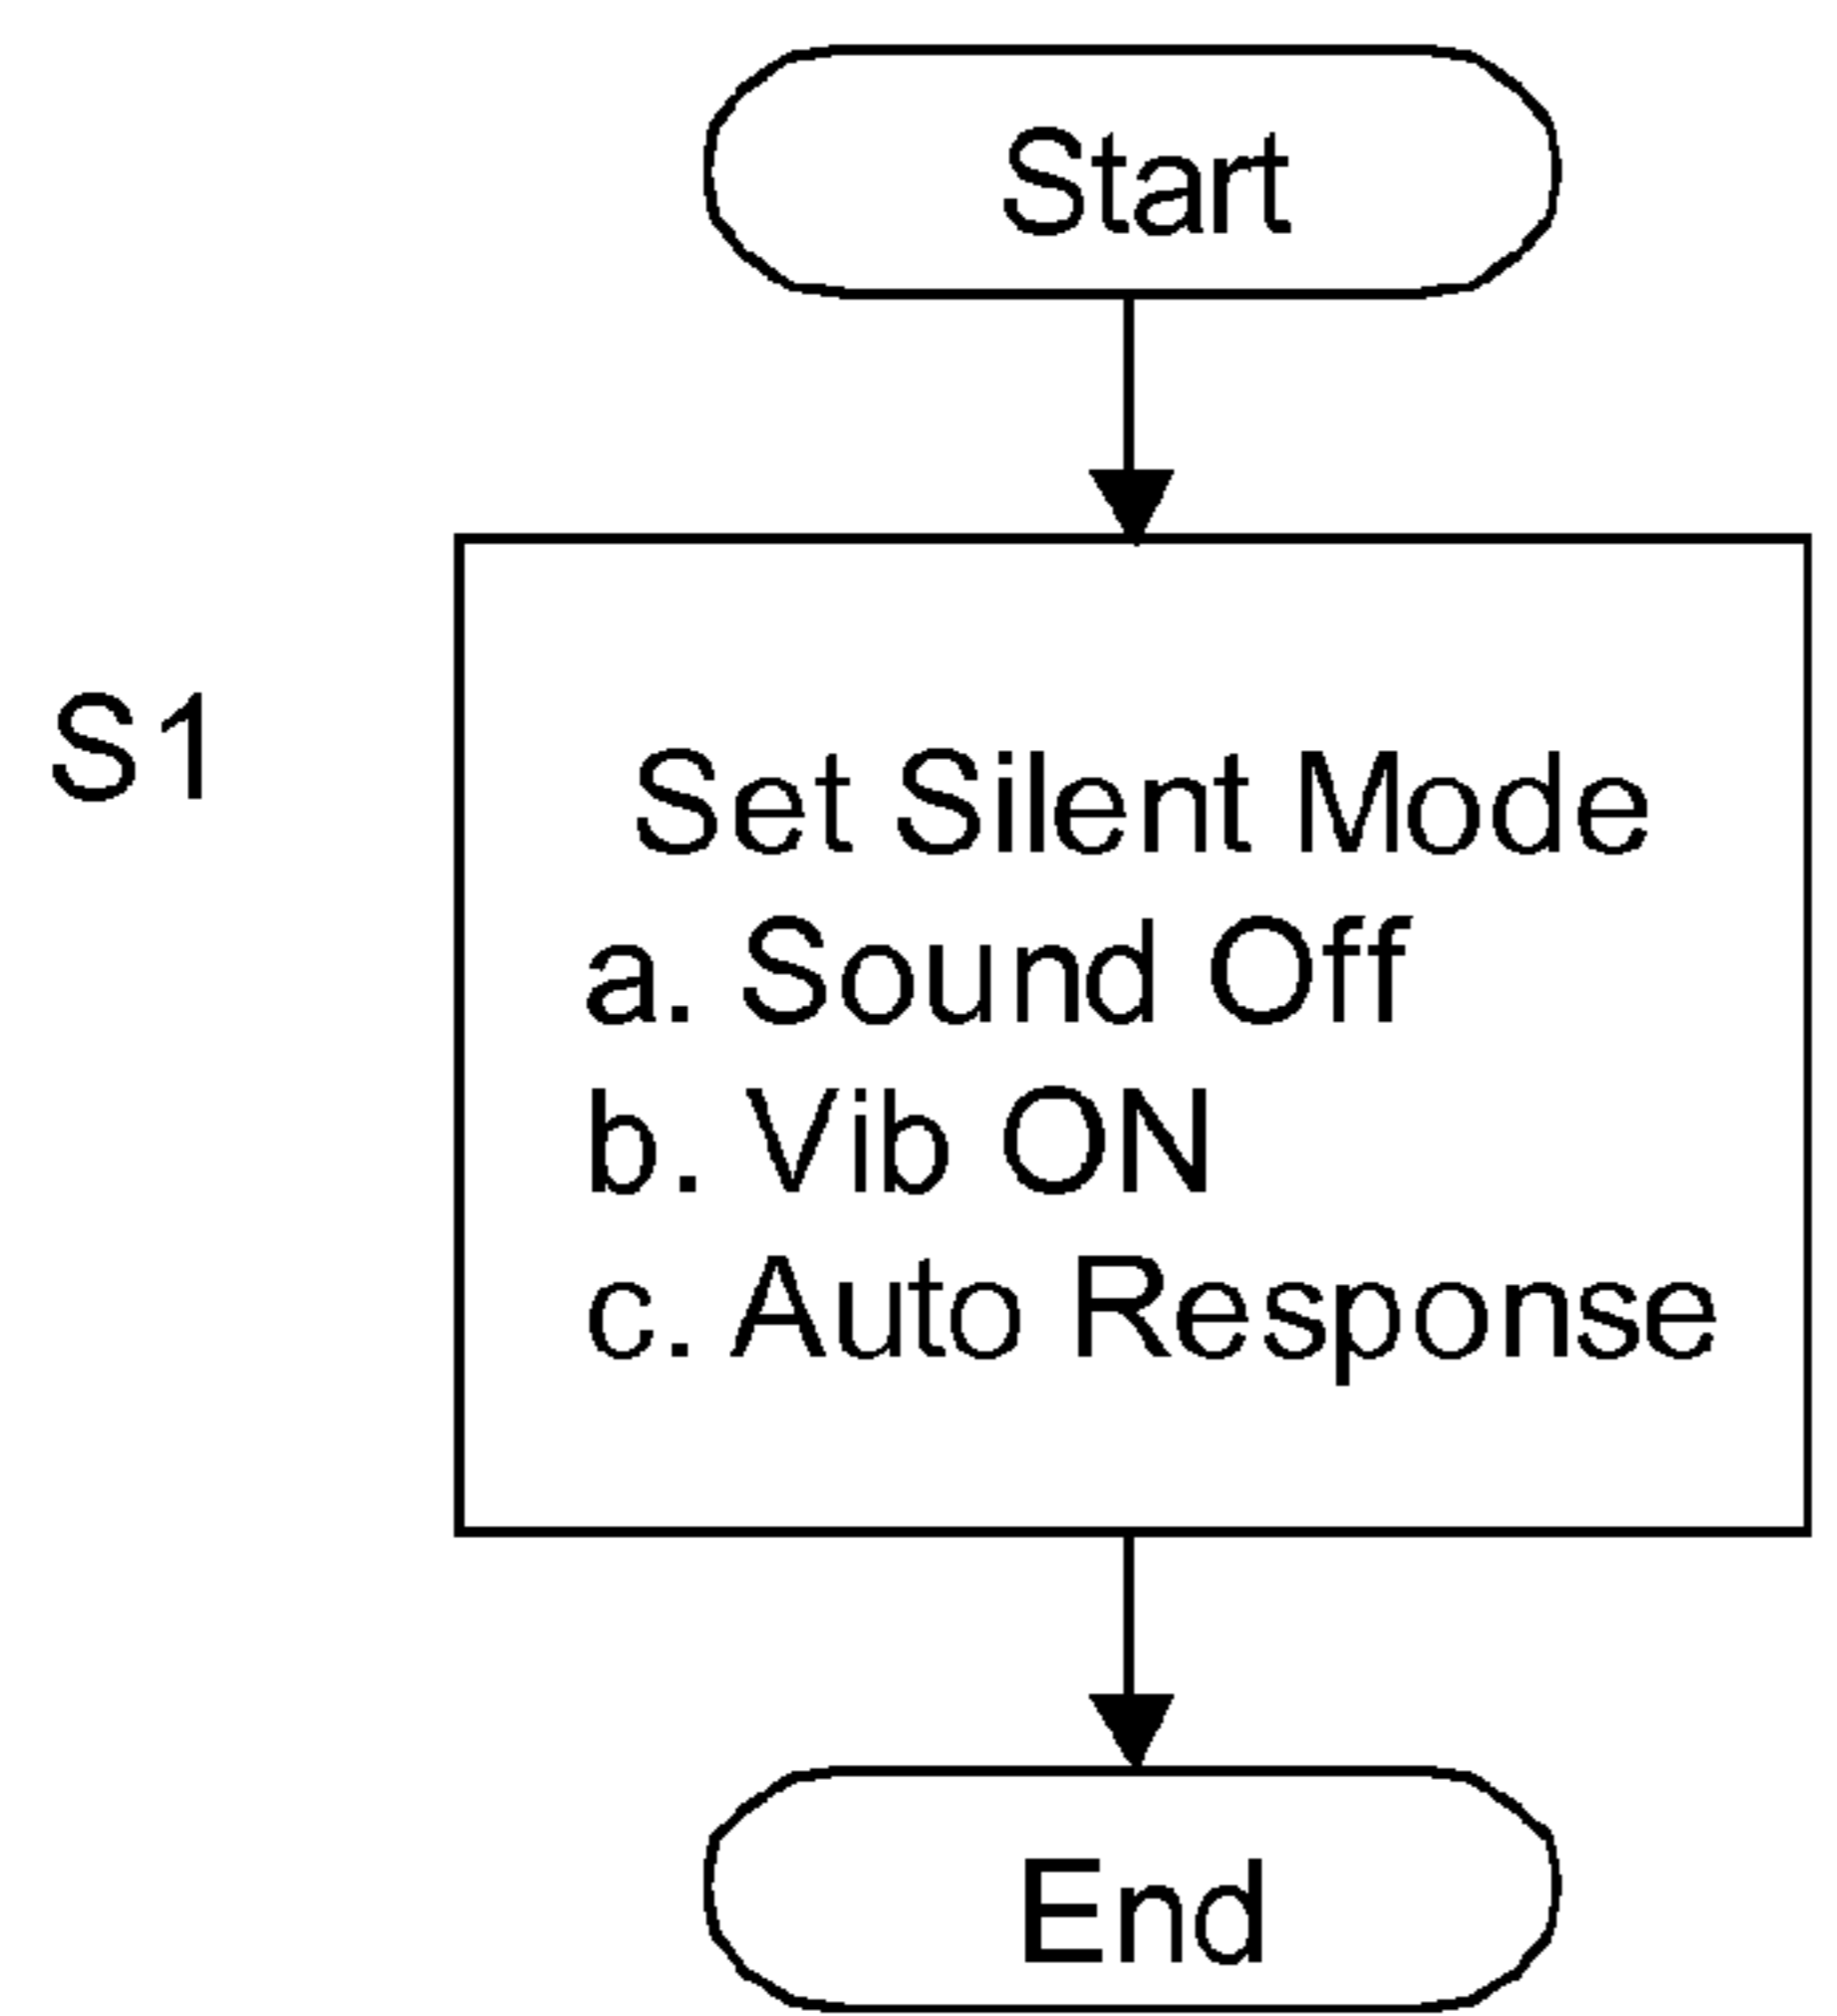 Start
S1
Set Silent Mode
a. Sound Off
b. Vib ON
c. Auto Response
End